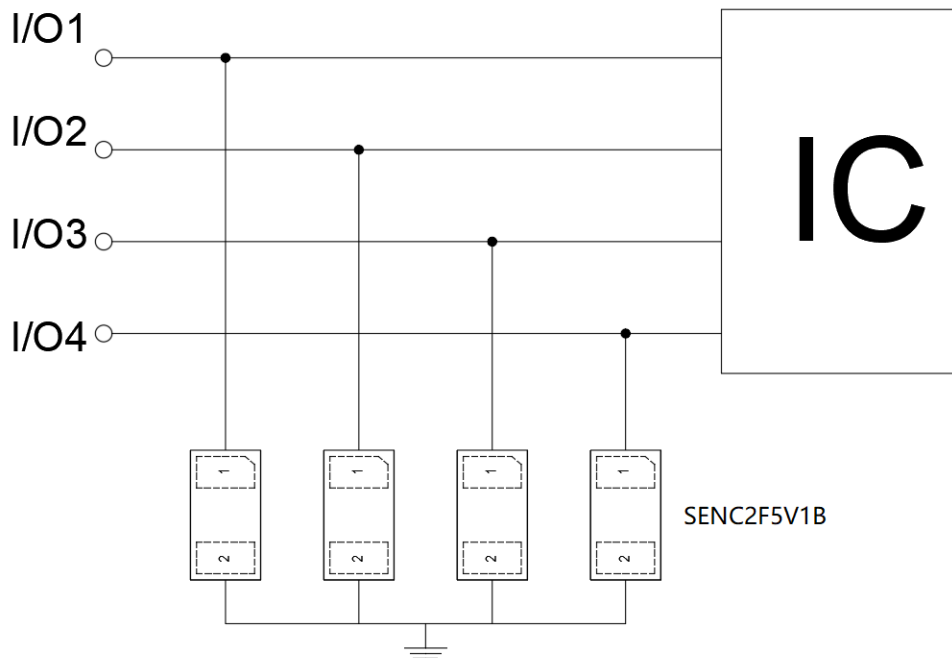 I/O1
I/O2
I/O3
I/O4
IC
1 1 1 1
2 2 2 2
SENC2F5V1B